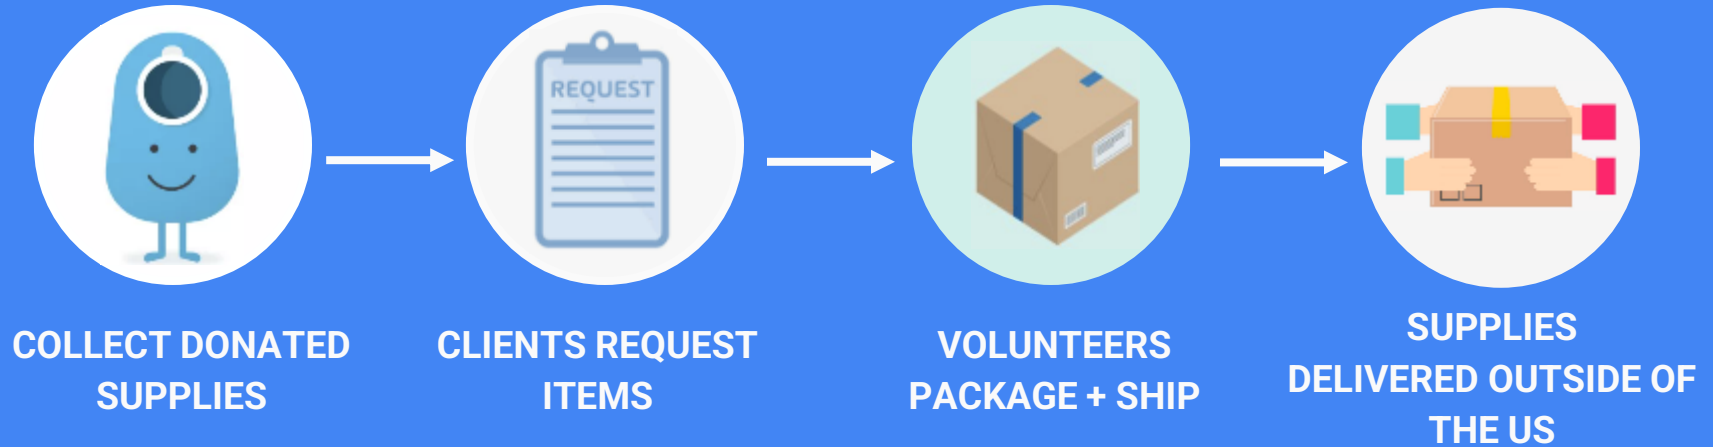 REQUEST
COLLECT DONATED
SUPPLIES
CLIENTS REQUEST
ITEMS
VOLUNTEERS
PACKAGE + SHIP
SUPPLIES
DELIVERED OUTSIDE OF
THE US